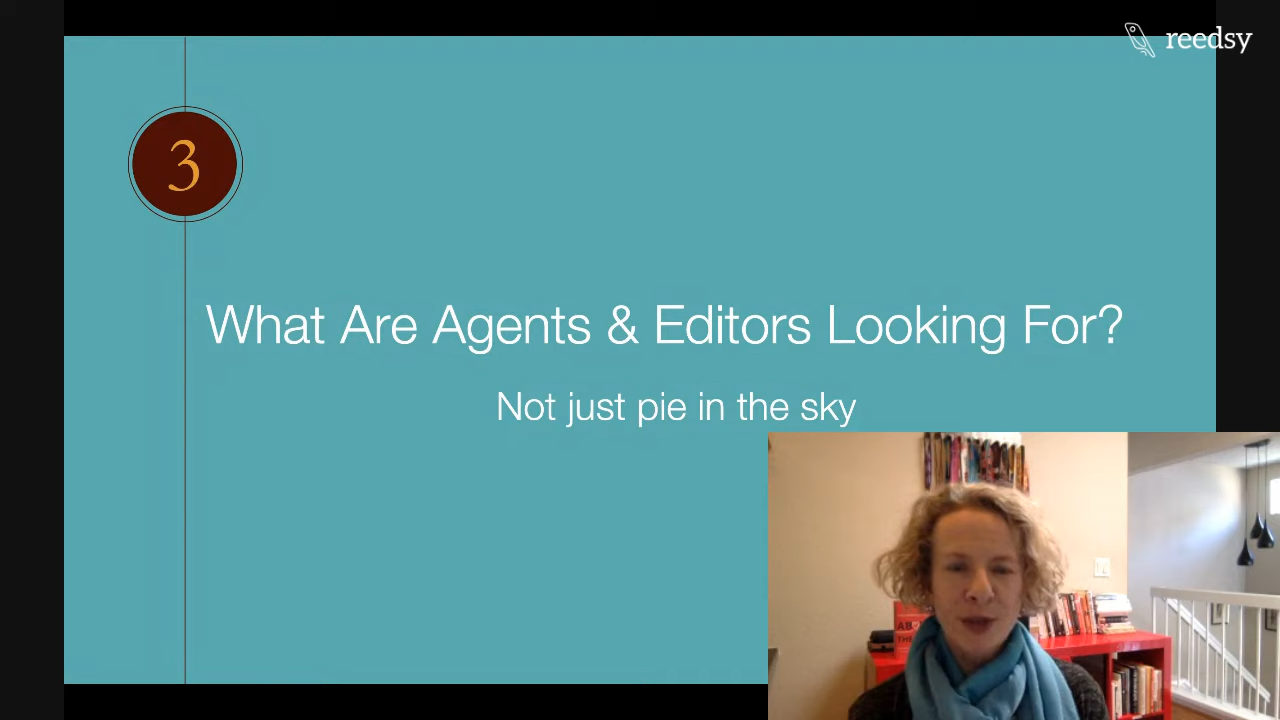 reedsy
3
What Are Agents & Editors Looking For?
Not just pie in the sky